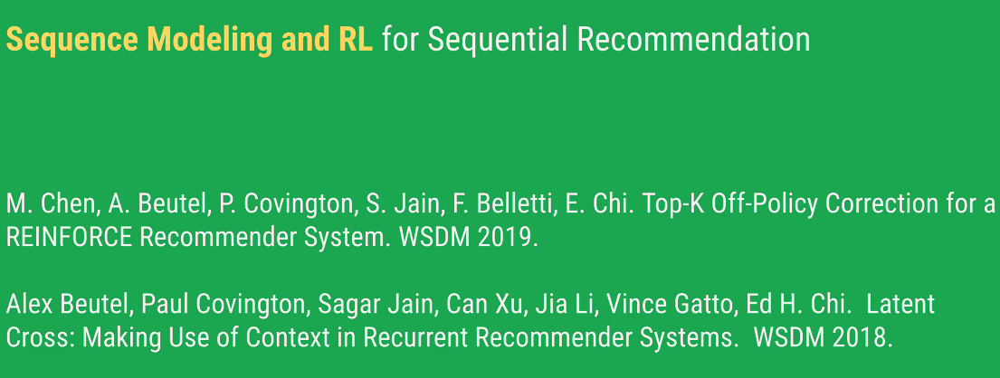 Sequence Modeling and RL for Sequential Recommendation
M. Chen, A. Beutel, P. Covington, S. Jain, F. Belletti, E. Chi. Top-K Off-Policy Correction for a
REINFORCE Recommender System. WSDM 2019.
Alex Beutel, Paul Covington, Sagar Jain, Can Xu, Jia Li, Vince Gatto, Ed H. Chi.  Latent
Cross: Making Use of Context in Recurrent Recommender Systems.  WSDM 2018.